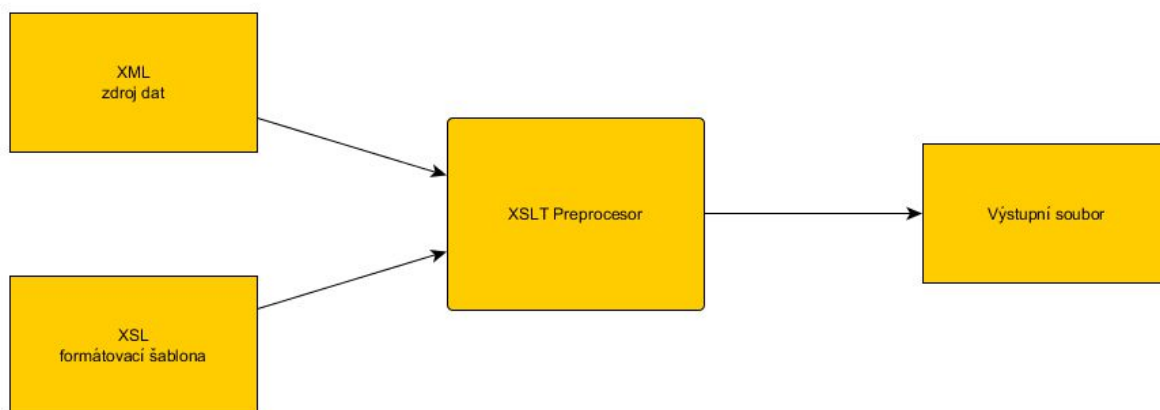 XML
zdroj dat
XSLT Preprocesor
Výstupní soubor
XSL
formátovací šablona